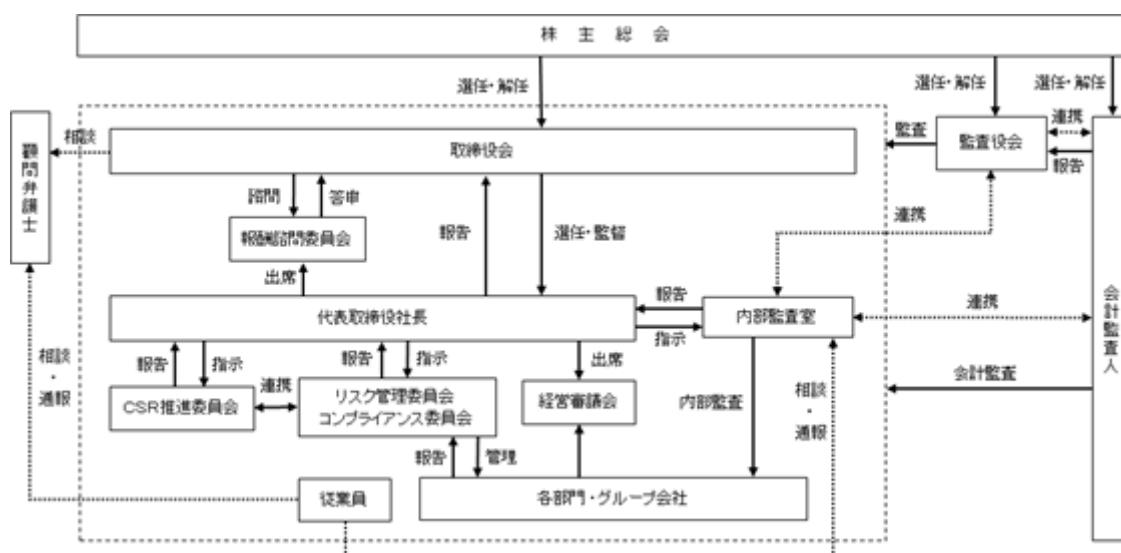 株主総会
選任・解任
選任・解任
選任・解任
顧問弁護士
相談
取締役会
監査
監査役会
連携
報告
諮問
答申
報告
選任・監督
連携
報酬諮問委員会
出席
代表取締役社長
報告
指示
内部監査室
連携
会計監査人
相談・通報
報告
指示
報告
指示
出席
会計監査
CSR推進委員会
連携
リスク管理委員会
コンプライアンス委員会
経営審議会
内部監査
相談・通報
報告
管理
従業員
各部門・グループ会社